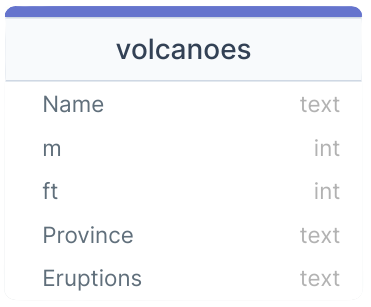 volcanoes
Name text
m int
ft int
Province text
Eruptions text